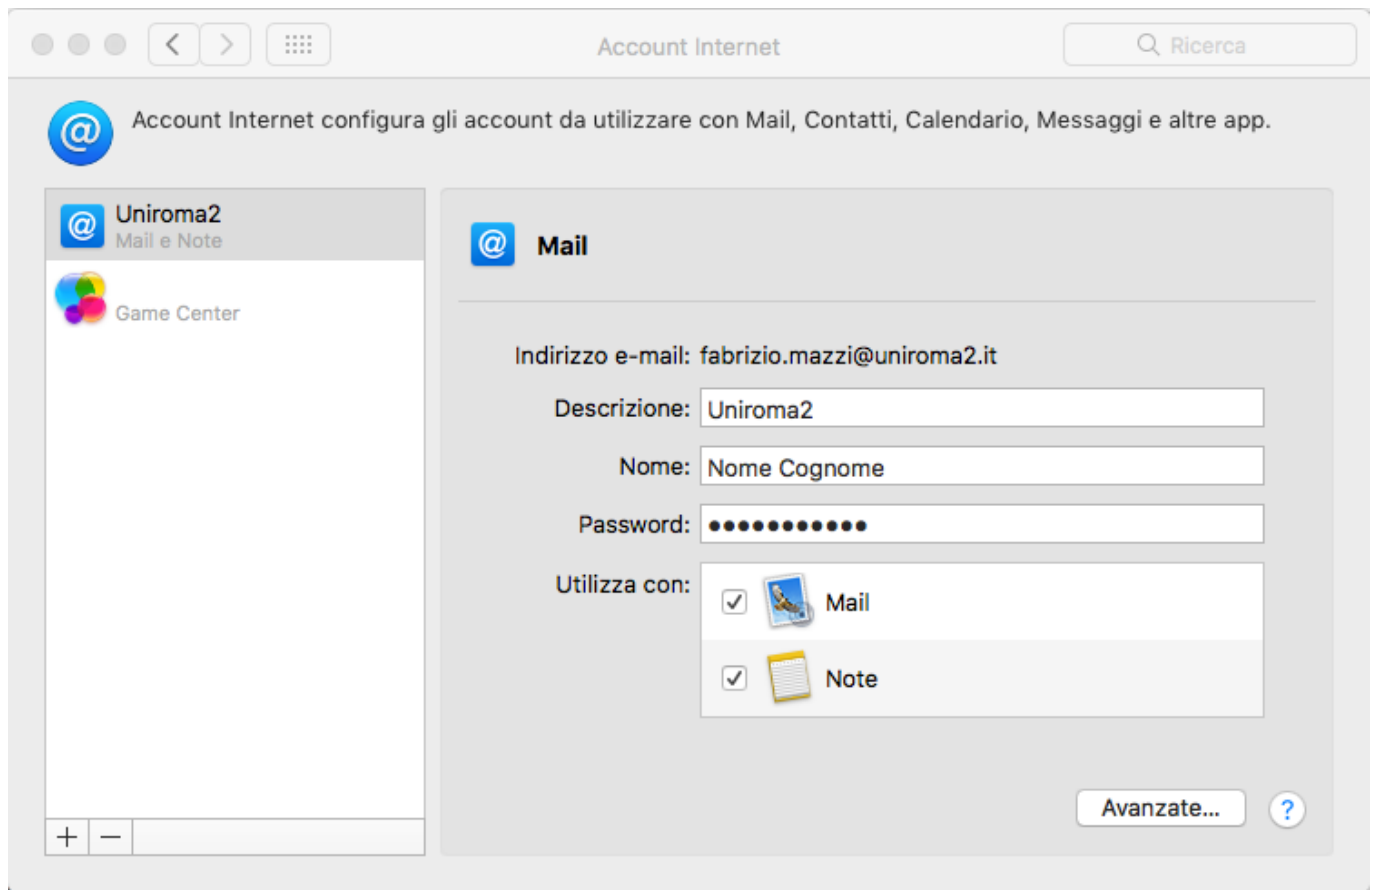 Account Internet
Ricerca
Account Internet configura gli account da utilizzare con Mail, Contatti, Calendario, Messaggi e altre app.
Uniroma2
Mail e Note
Game Center
Mail
Indirizzo e-mail: fabrizio.mazzi@uniroma2.it
Descrizione: Uniroma2
Nome: Nome Cognome
Password: ●●●●●●●●●●●
Utilizza con:
Mail
Note
Avanzate...
?